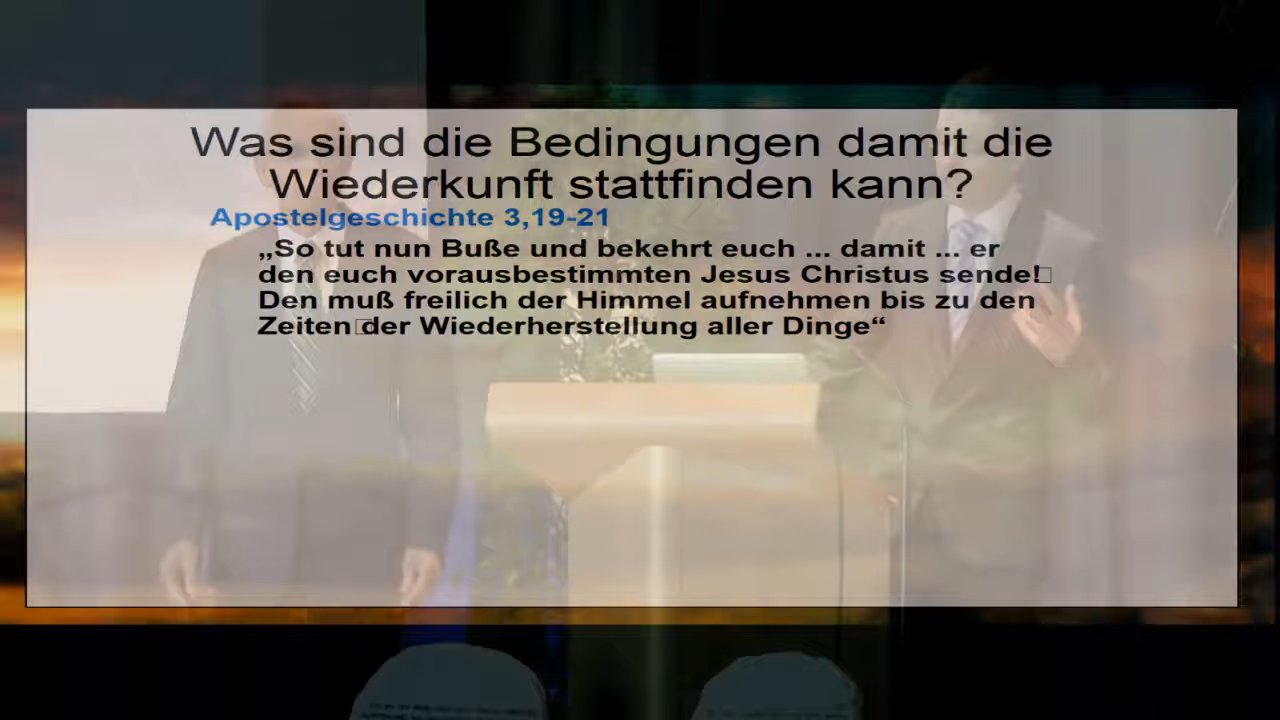 Was sind die Bedingungen damit die
Wiederkunft stattfinden kann?
Apostelgeschichte 3,19-21
„So tut nun Buße und bekehrt euch ... damit ... er
den euch vorausbestimmten Jesus Christus sende!□
Den muß freilich der Himmel aufnehmen bis zu den
Zeiten□der Wiederherstellung aller Dinge“